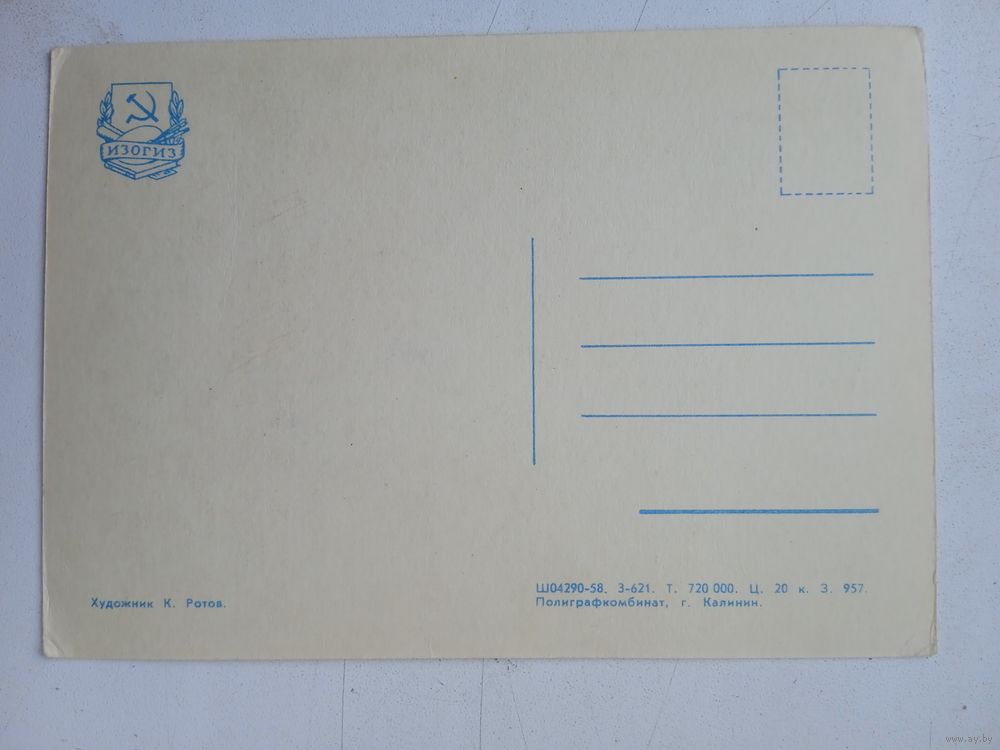 ИЗОГИЗ
Художник К. Ротов.
Ш04290-58. 3-621. Т. 720 000. Ц. 20 к. З. 957.
Полиграфкомбинат, г. Калинин.
www.ay.by